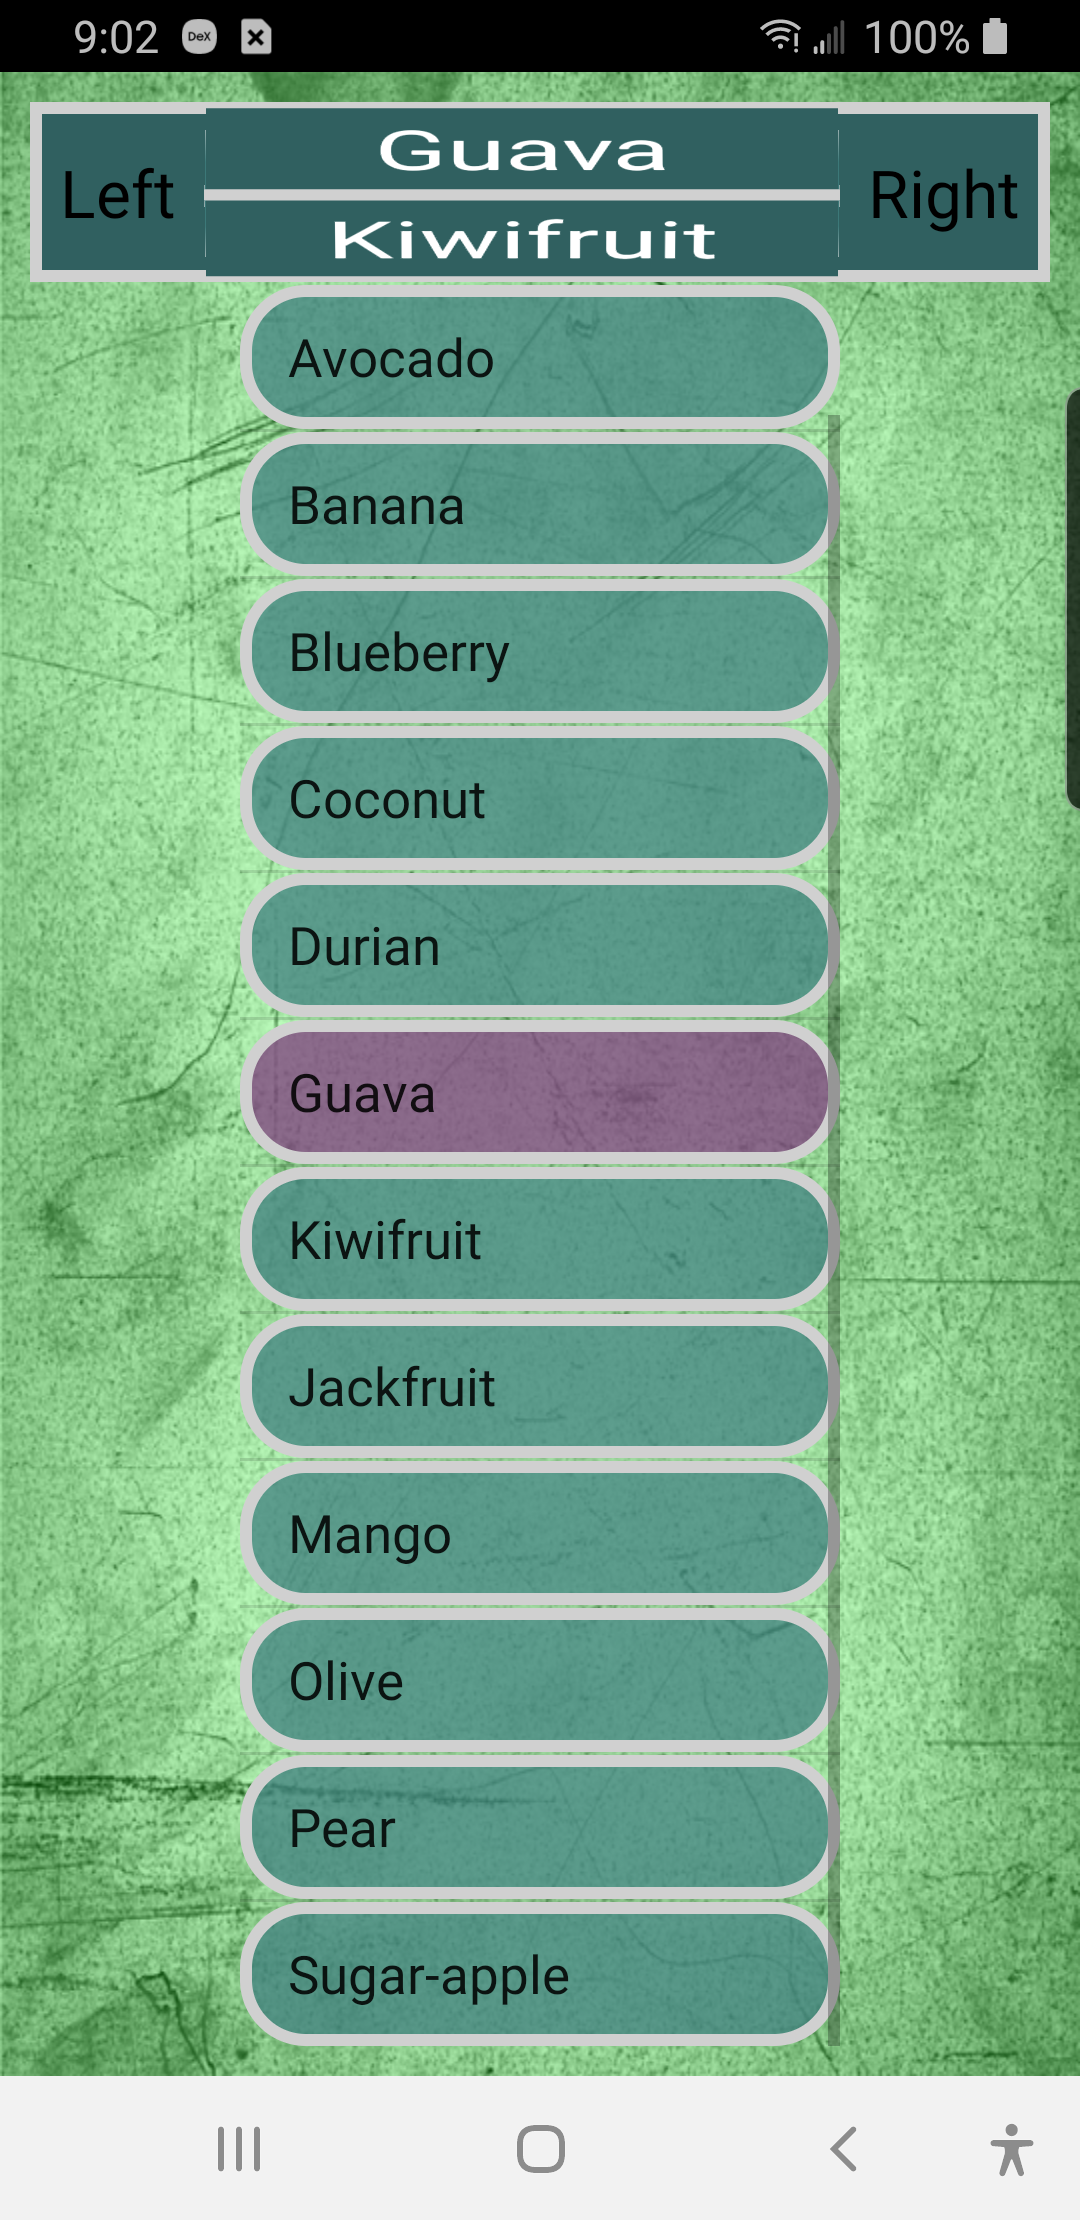 9:02 DeX 100%
Left Guava Right
Kiwifruit
Avocado
Banana
Blueberry
Coconut
Durian
Guava
Kiwifruit
Jackfruit
Mango
Olive
Pear
Sugar-apple